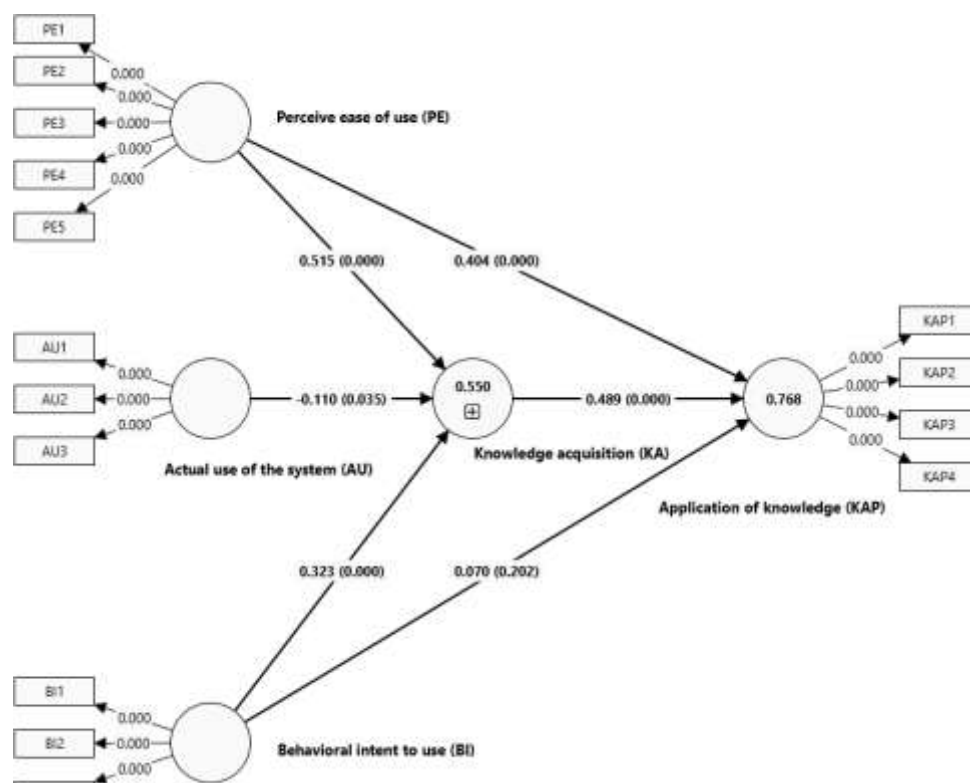 PE1
0.000
PE2
0.000
PE3
0.000
PE4
0.000
PE5
0.000
Perceive ease of use (PE)
0.515 (0.000)
0.404 (0.000)
AU1
0.000
AU2
0.000
AU3
0.000
Actual use of the system (AU)
-0.110 (0.035)
0.550
Knowledge acquisition (KA)
0.489 (0.000)
0.768
Application of knowledge (KAP)
KAP1
0.000
KAP2
0.000
KAP3
0.000
KAP4
0.000
0.323 (0.000)
0.070 (0.202)
BI1
0.000
BI2
0.000
0.000
Behavioral intent to use (BI)